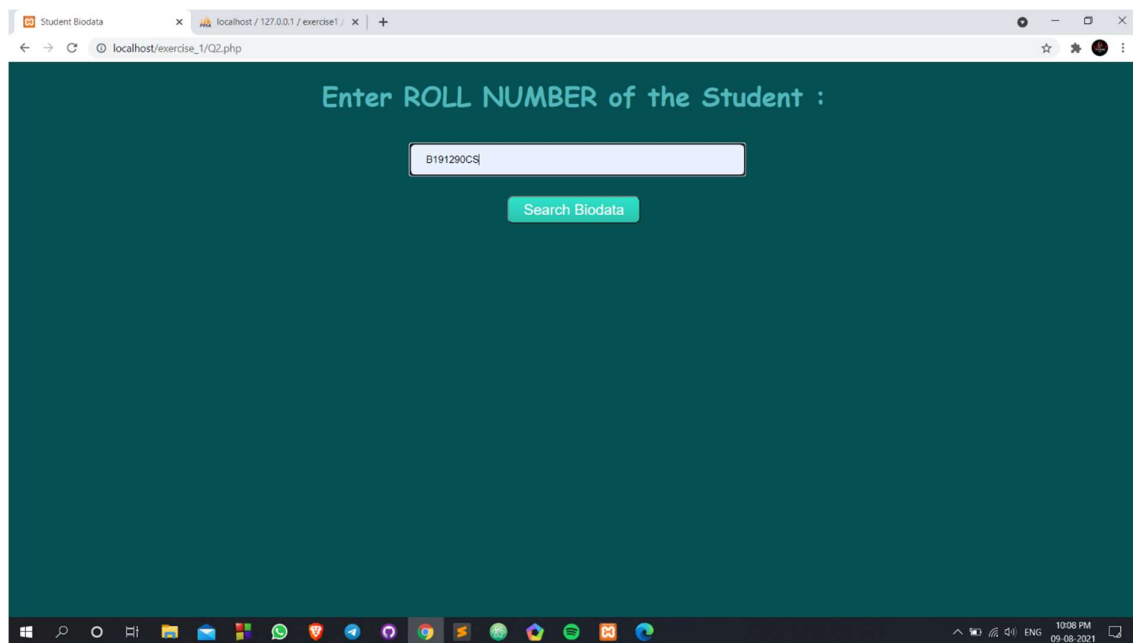 Student Biodata
localhost / 127.0.0.1 / exercise1 /
localhost/exercise_1/Q2.php
Enter ROLL NUMBER of the Student :
B191290CS
Search Biodata
ENG
10:08 PM
09-08-2021